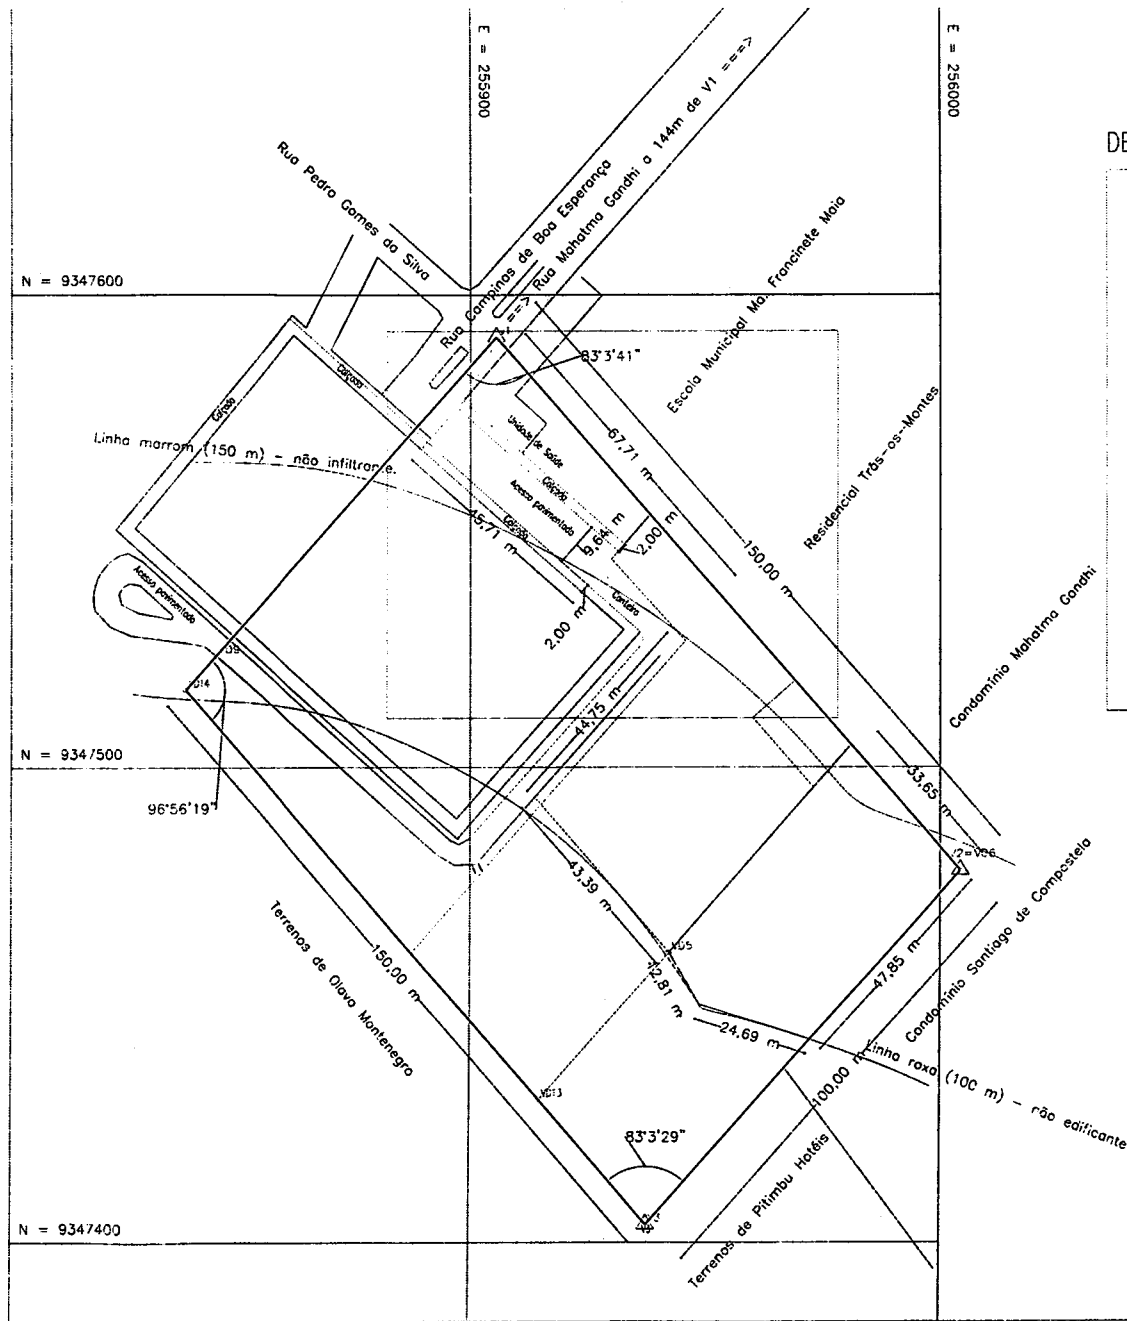 E = 255900
E = 256000
DE
Rua Mahatma Gandhi a 144m de V1 ===>
Rua Campinas de Boa Esperança
Rua Pedro Gomes da Silva
N = 9347600
Escola Municipal Ma. Francinete Maia
83°3'41"
Calçada
Calçada
Unidade de Saúde
67,71 m
Residencial Trás-os-Montes
Linha marrom (150 m) - não infiltrante.
Calçada
Acesso pavimentado
45,71 m
Calçada
9,64 m
2,00 m
150,00 m
Acesso pavimentado
Canteiro
2,00 m
Condomínio Mahatma Gandhi
44,75 m
N = 9347500
96°56'19"
33,65 m
V2=VD6
43,39 m
Terrenos de Olavo Montenegro
150,00 m
VD5
47,85 m
Condomínio Santiago de Compostela
24,69 m
Linha roxa (100 m) - não edificante
100,00 m
VD13
83°3'29"
Terrenos de Pitimbu Hotéis
N = 9347400